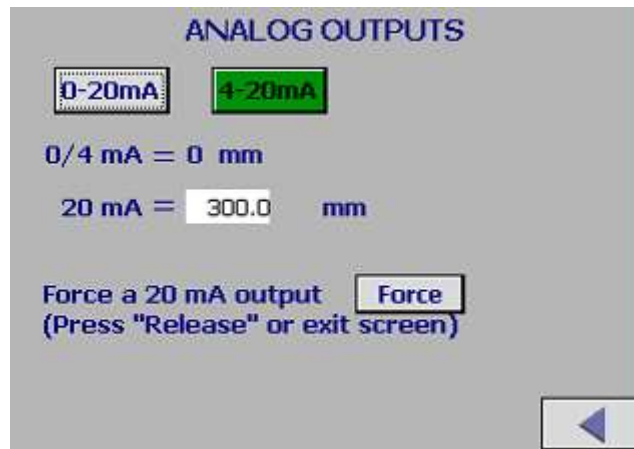 ANALOG OUTPUTS
0-20mA 4-20mA
0/4 mA = 0 mm
20 mA = 300.0 mm
Force a 20 mA output Force
(Press "Release" or exit screen)